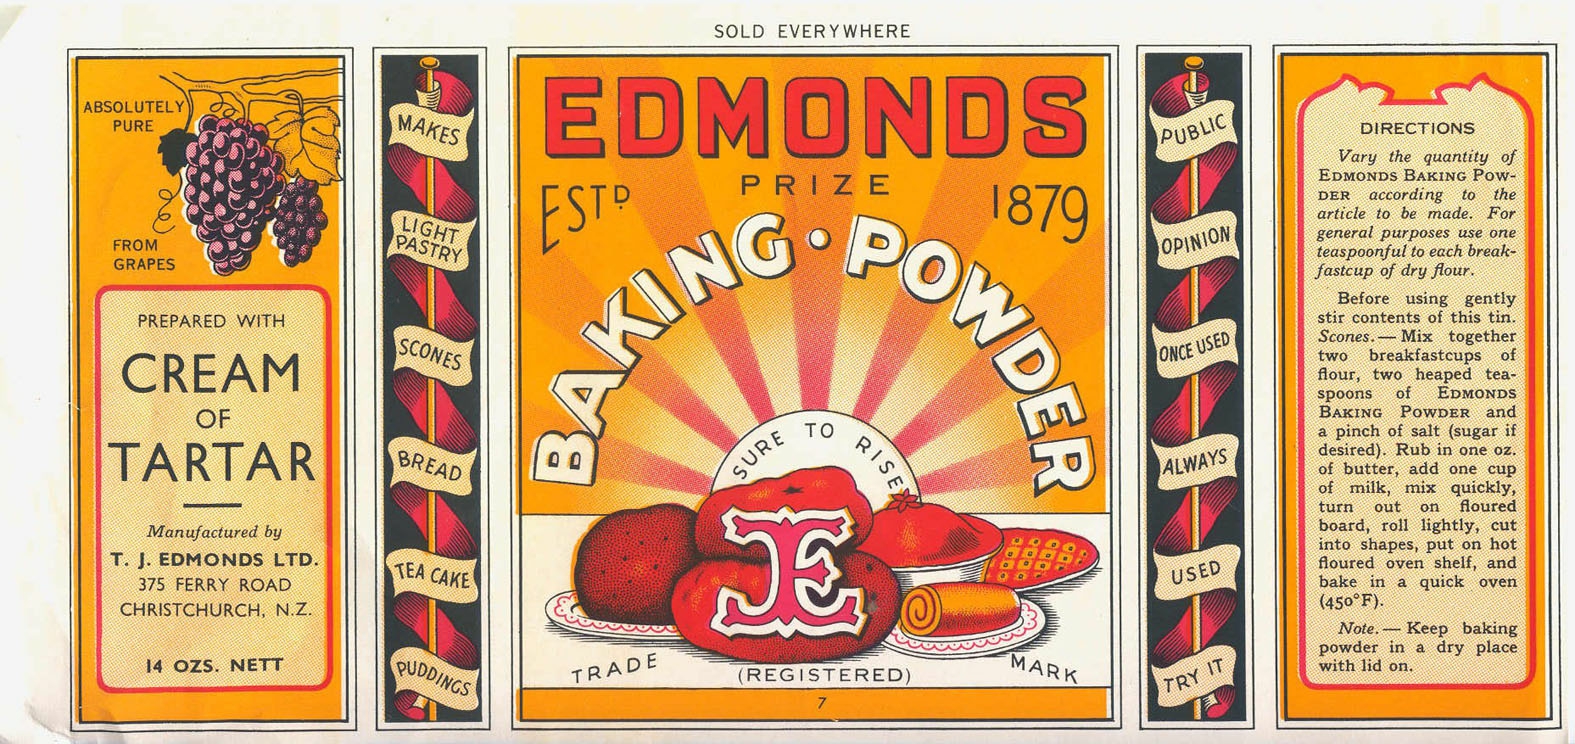 SOLD EVERYWHERE
ABSOLUTELY
PURE
FROM
GRAPES
PREPARED WITH
CREAM
OF
TARTAR
Manufactured by
T. J. EDMONDS LTD.
375 FERRY ROAD
CHRISTCHURCH, N.Z.
14 OZS. NETT
MAKES
LIGHT
PASTRY
SCONES
BREAD
TEA CAKE
PUDDINGS
EDMONDS
PRIZE
ESTD 1879
BAKING · POWDER
SURE TO RISE
E
TRADE (REGISTERED) MARK
7
PUBLIC
OPINION
ONCE USED
ALWAYS
USED
TRY IT
DIRECTIONS
Vary the quantity of
EDMONDS BAKING POW-
DER according to the
article to be made. For
general purposes use one
teaspoonful to each break-
fastcup of dry flour.
Before using gently
stir contents of this tin.
Scones. — Mix together
two breakfastcups of
flour, two heaped tea-
spoons of EDMONDS
BAKING POWDER and
a pinch of salt (sugar if
desired). Rub in one oz.
of butter, add one cup
of milk, mix quickly,
turn out on floured
board, roll lightly, cut
into shapes, put on hot
floured oven shelf, and
bake in a quick oven
(450°F).
Note. — Keep baking
powder in a dry place
with lid on.